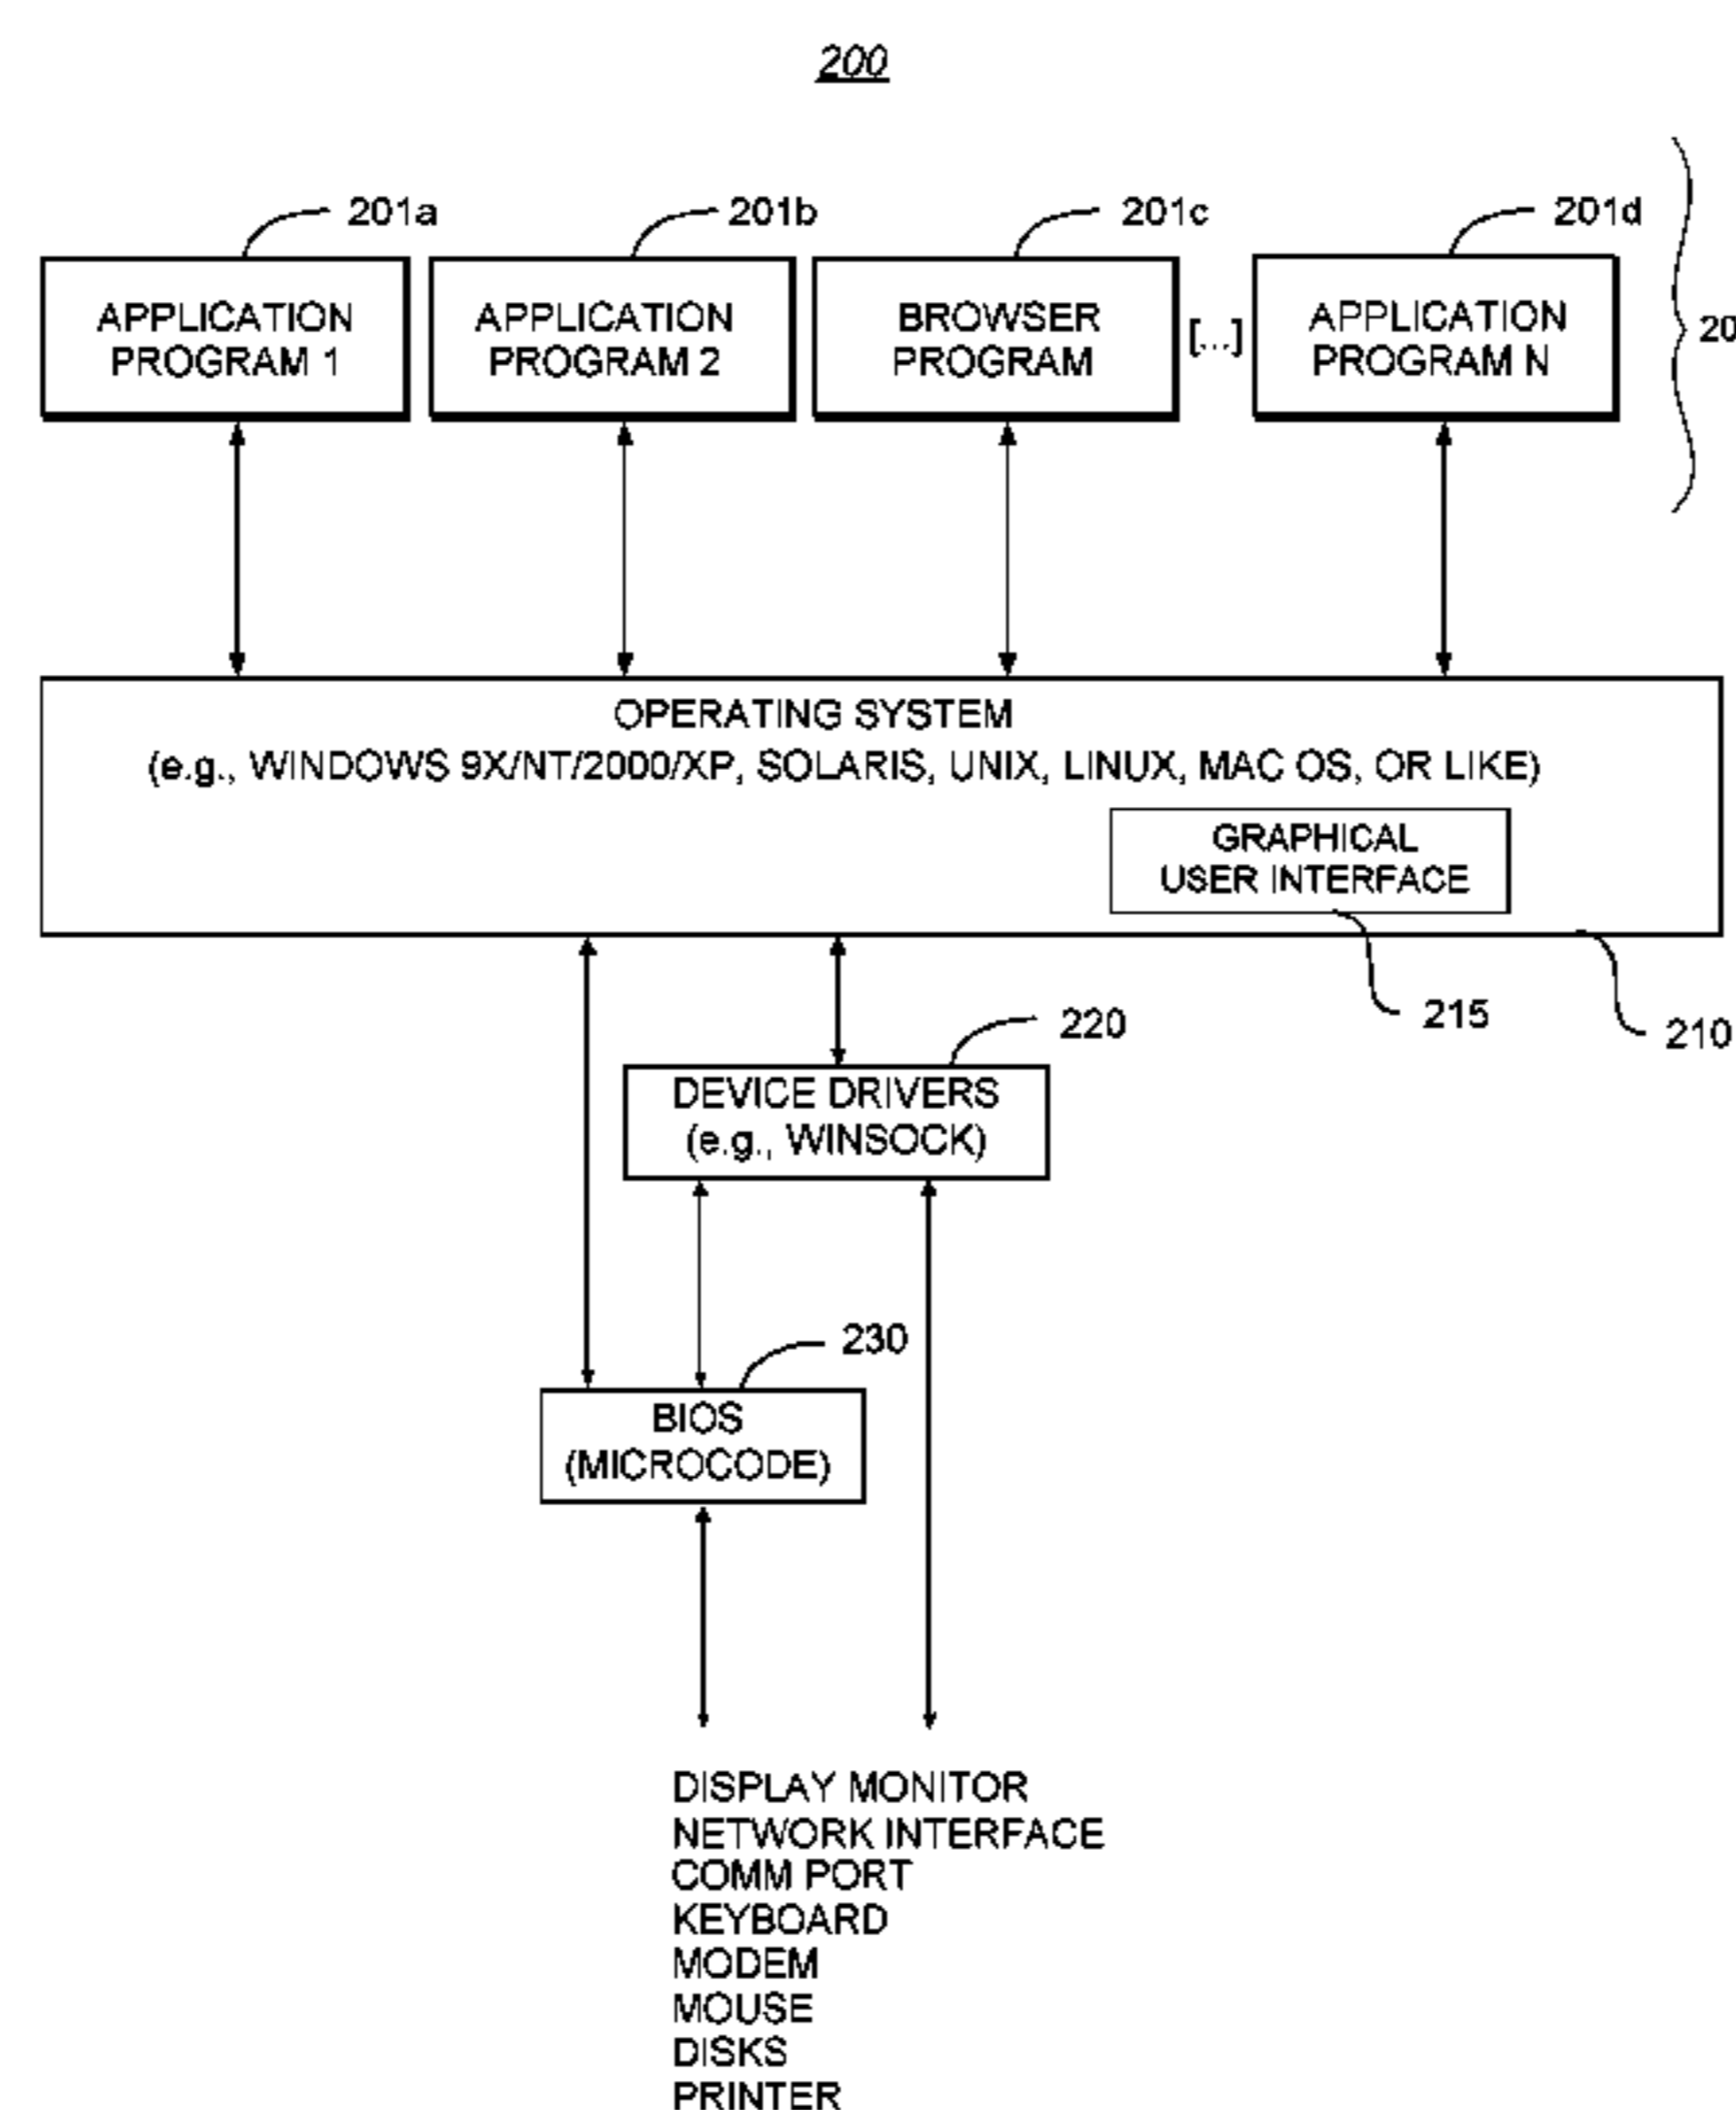 200
201a
201b
201c
201d
APPLICATION
PROGRAM 1
APPLICATION
PROGRAM 2
BROWSER
PROGRAM
[...]
APPLICATION
PROGRAM N
20
OPERATING SYSTEM
(e.g., WINDOWS 9X/NT/2000/XP, SOLARIS, UNIX, LINUX, MAC OS, OR LIKE)
GRAPHICAL
USER INTERFACE
215
210
220
DEVICE DRIVERS
(e.g., WINSOCK)
230
BIOS
(MICROCODE)
DISPLAY MONITOR
NETWORK INTERFACE
COMM PORT
KEYBOARD
MODEM
MOUSE
DISKS
PRINTER